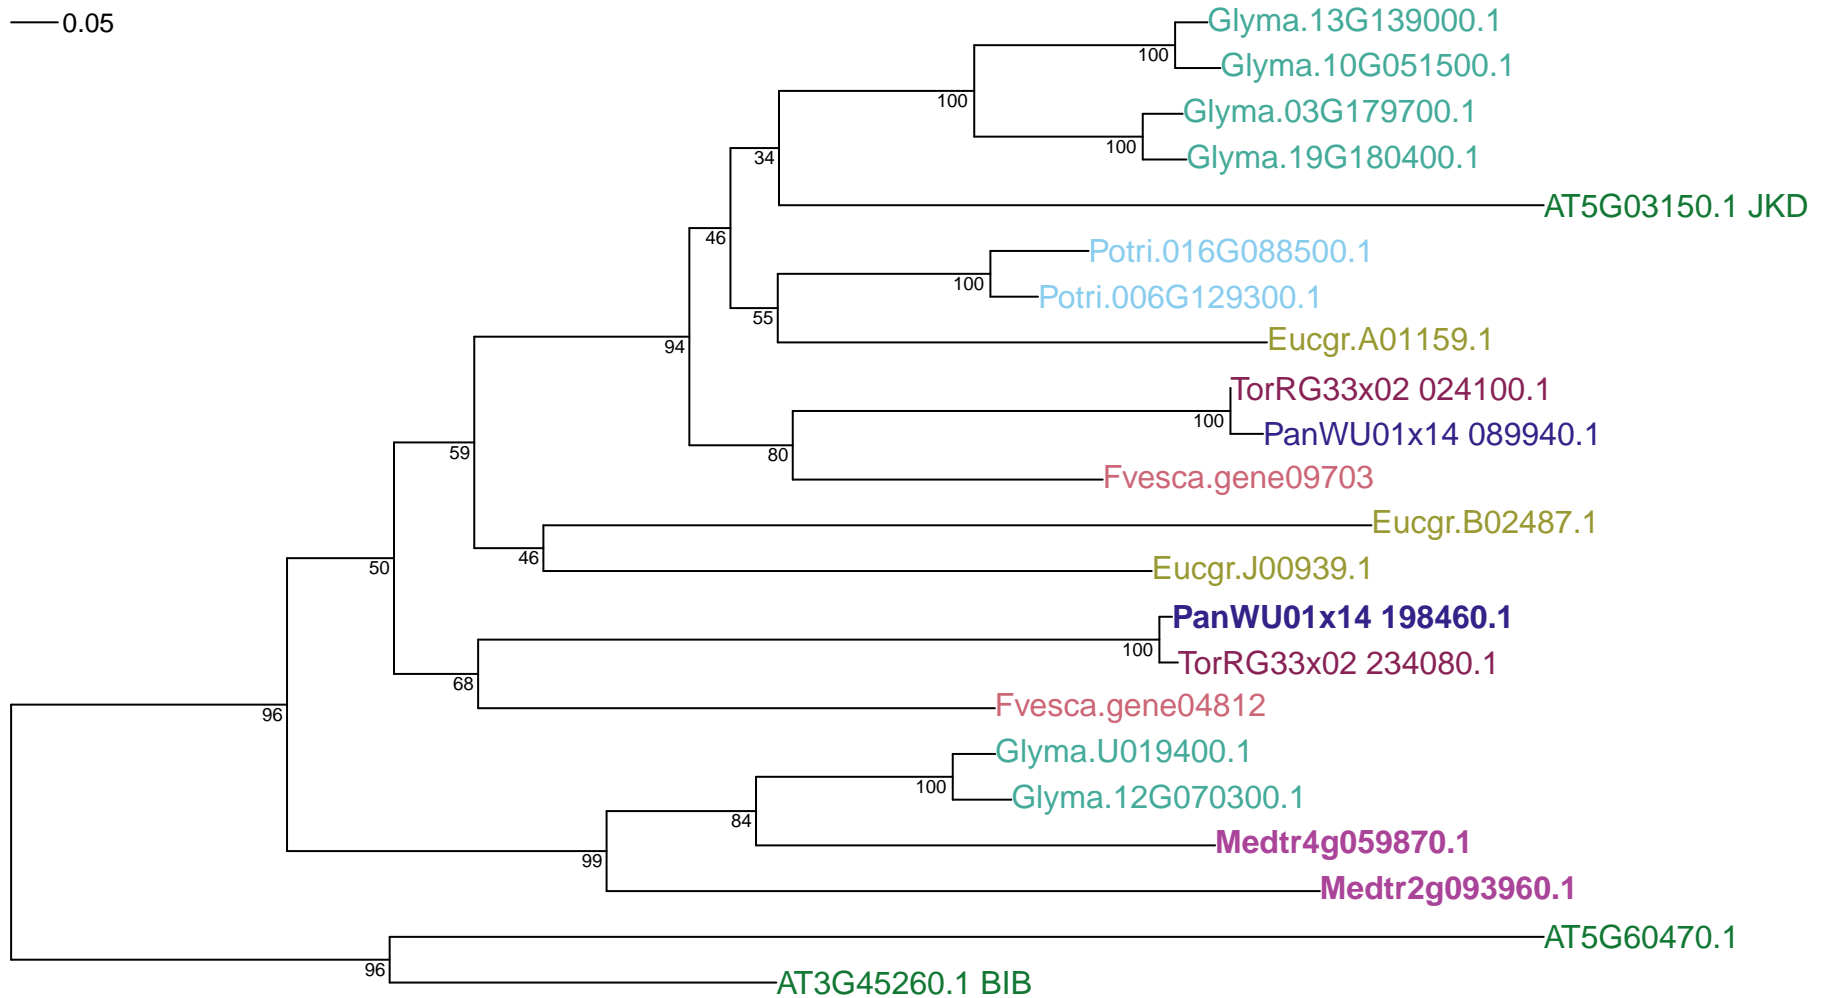 0.05
Glyma.13G139000.1
100
Glyma.10G051500.1
100
Glyma.03G179700.1
100
Glyma.19G180400.1
34
AT5G03150.1 JKD
46
Potri.016G088500.1
100
Potri.006G129300.1
55
Eucgr.A01159.1
94
TorRG33x02 024100.1
100
PanWU01x14 089940.1
80
Fvesca.gene09703
59
Eucgr.B02487.1
46
Eucgr.J00939.1
50
PanWU01x14 198460.1
100
TorRG33x02 234080.1
68
Fvesca.gene04812
96
Glyma.U019400.1
100
Glyma.12G070300.1
84
Medtr4g059870.1
99
Medtr2g093960.1
AT5G60470.1
96
AT3G45260.1 BIB